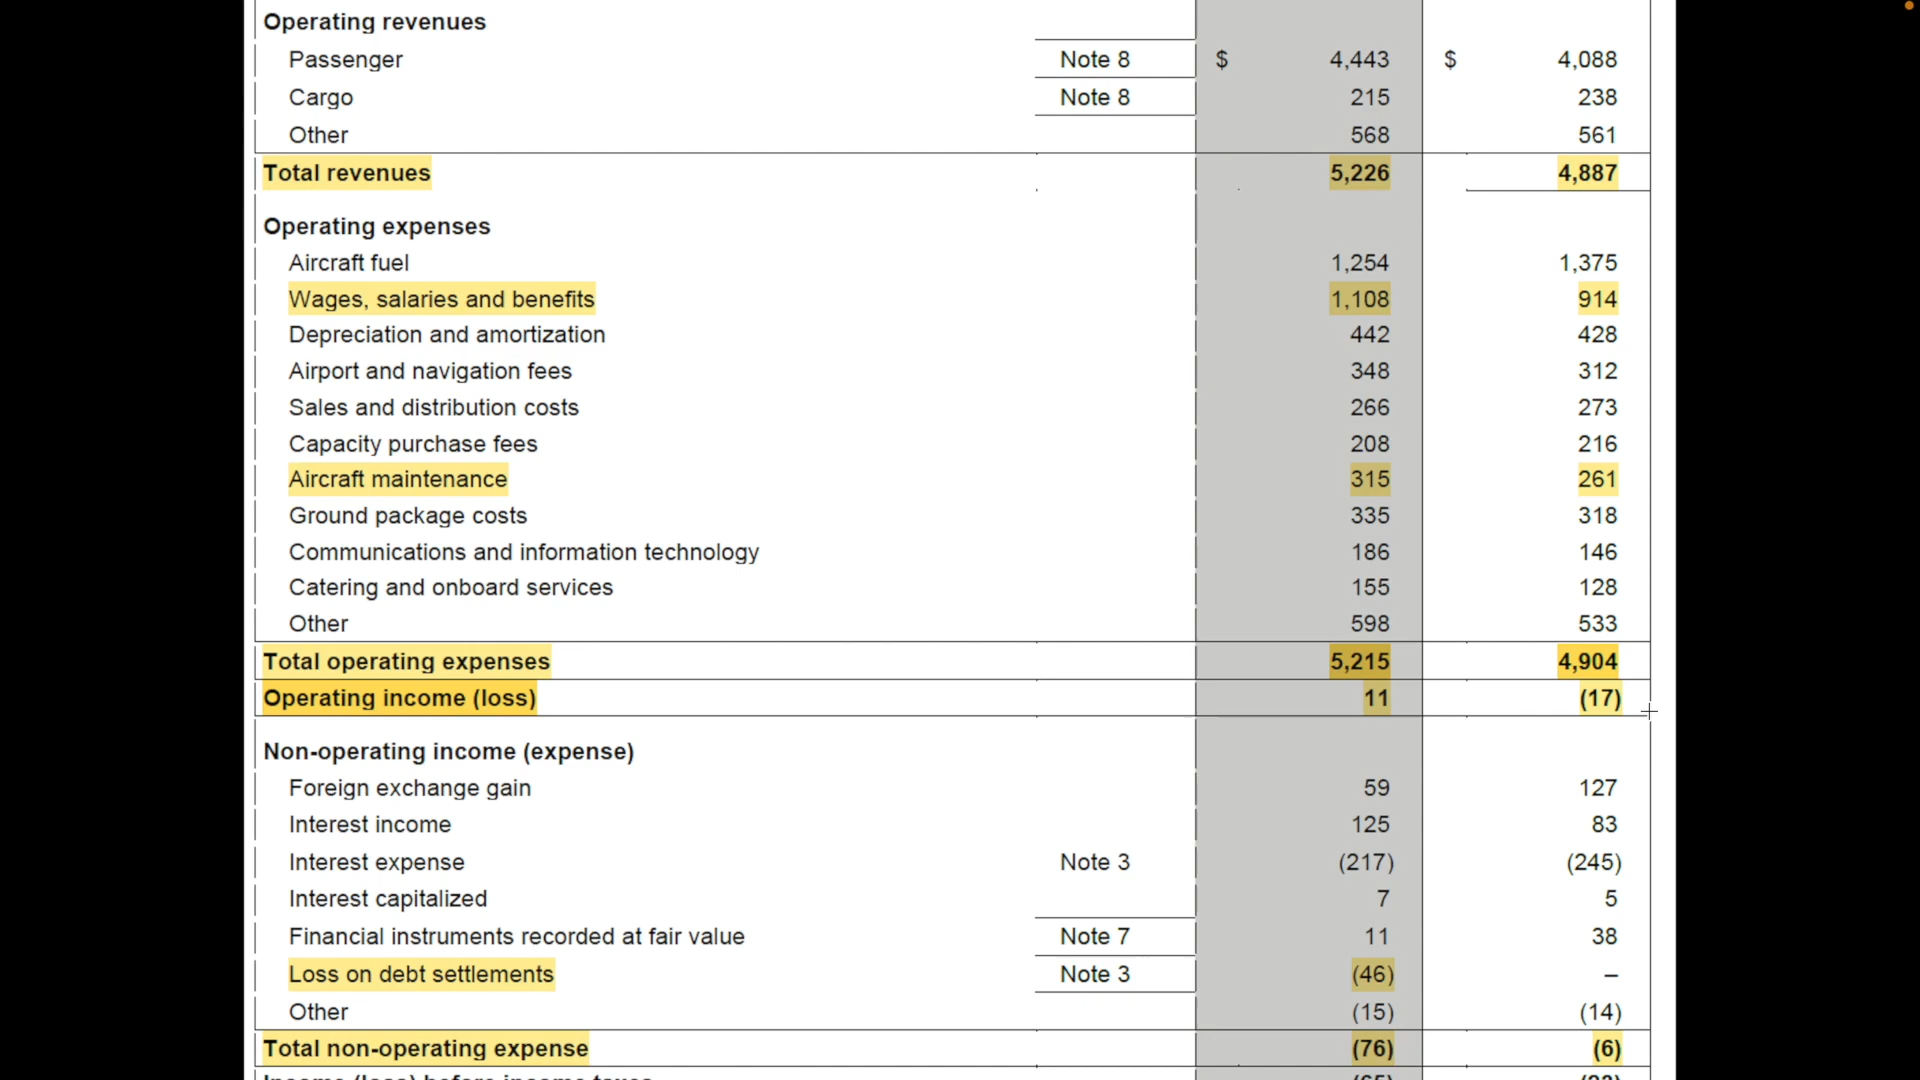 Operating revenues
Passenger Note 8 $ 4,443 $ 4,088
Cargo Note 8 215 238
Other 568 561
Total revenues 5,226 4,887
Operating expenses
Aircraft fuel 1,254 1,375
Wages, salaries and benefits 1,108 914
Depreciation and amortization 442 428
Airport and navigation fees 348 312
Sales and distribution costs 266 273
Capacity purchase fees 208 216
Aircraft maintenance 315 261
Ground package costs 335 318
Communications and information technology 186 146
Catering and onboard services 155 128
Other 598 533
Total operating expenses 5,215 4,904
Operating income (loss) 11 (17)
Non-operating income (expense)
Foreign exchange gain 59 127
Interest income 125 83
Interest expense Note 3 (217) (245)
Interest capitalized 7 5
Financial instruments recorded at fair value Note 7 11 38
Loss on debt settlements Note 3 (46) –
Other (15) (14)
Total non-operating expense (76) (6)
Income (loss) before income taxes (65) (23)